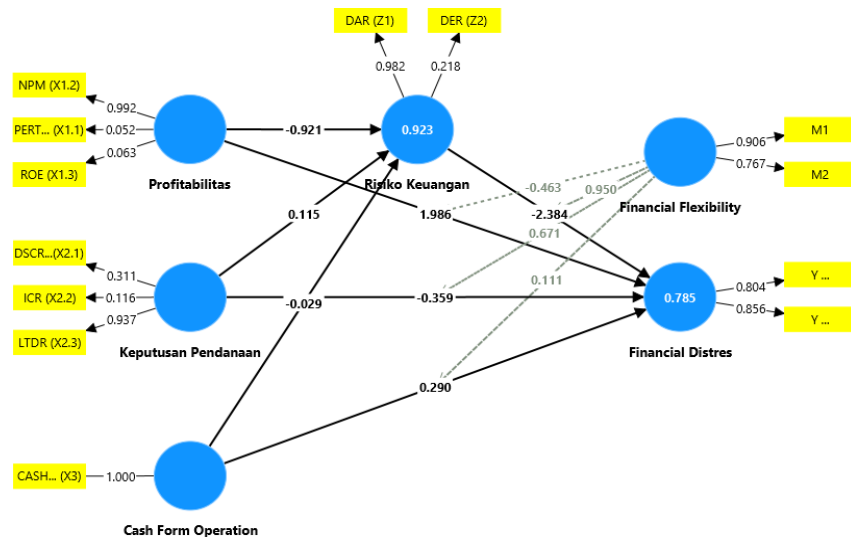 DAR (Z1)
DER (Z2)
0.982
0.218
NPM (X1.2)
0.992
PERT... (X1.1)
0.052
0.063
ROE (X1.3)
Profitabilitas
-0.921
0.923
Risiko Keuangan
M1
0.906
0.767
M2
Financial Flexibility
-0.463
0.950
1.986
-2.384
0.671
0.115
0.111
DSCR...(X2.1)
0.311
ICR (X2.2)
0.116
0.937
LTDR (X2.3)
Keputusan Pendanaan
-0.029
-0.359
0.785
Y ...
0.804
0.856
Y ...
Financial Distres
0.290
CASH... (X3)
1.000
Cash Form Operation